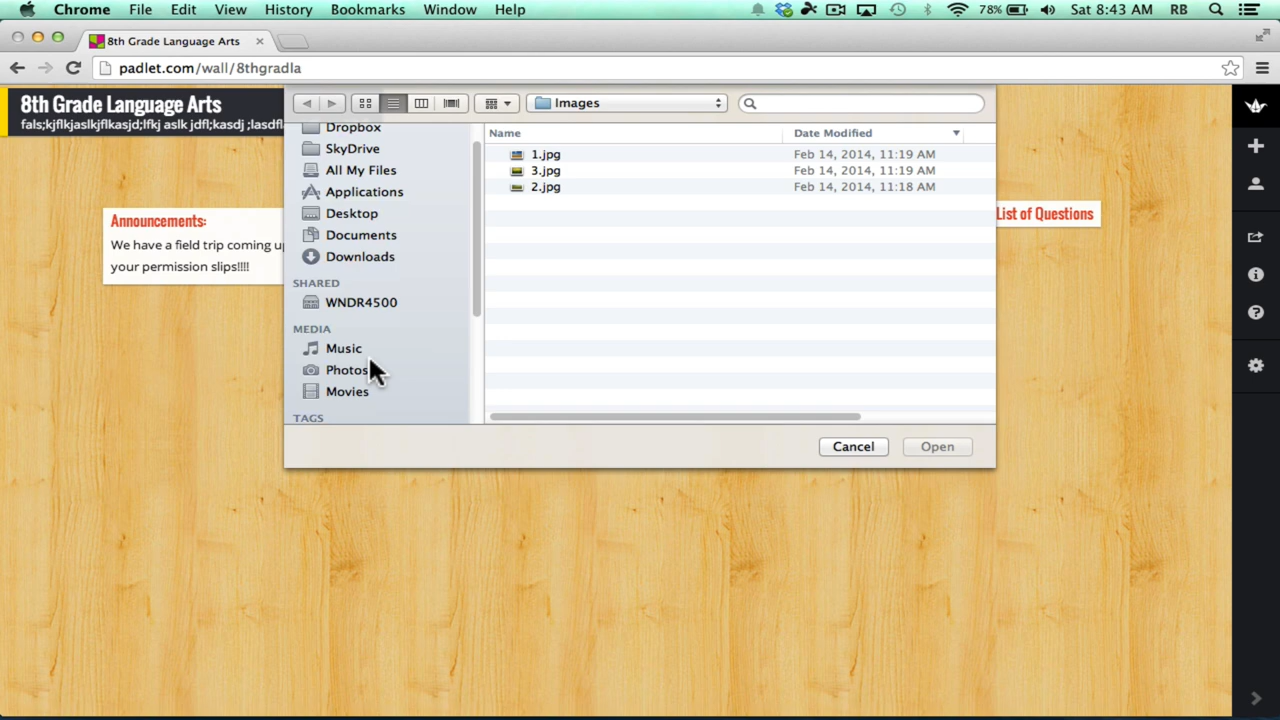 Chrome File Edit View History Bookmarks Window Help 78% Sat 8:43 AM RB
8th Grade Language Arts
padlet.com/wall/8thgradla
8th Grade Language Arts
fals;kjflkjaslkjflkasjd;lfkj aslk jdfl;kasdj ;lasdfl
Images
Name Date Modified
Dropbox
SkyDrive
All My Files
Applications
Desktop
Documents
Downloads
SHARED
WNDR4500
MEDIA
Music
Photos
Movies
TAGS
1.jpg Feb 14, 2014, 11:19 AM
3.jpg Feb 14, 2014, 11:19 AM
2.jpg Feb 14, 2014, 11:18 AM
Cancel Open
Announcements:
We have a field trip coming up
your permission slips!!!!
List of Questions